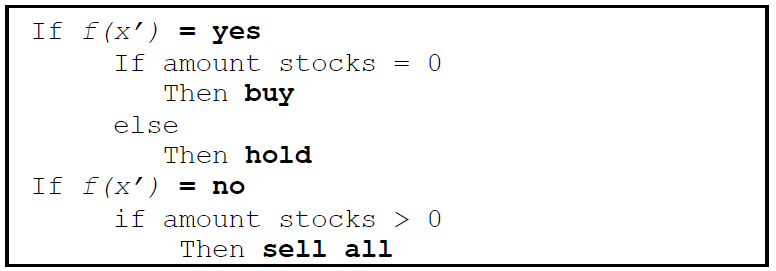 If f(x′) = yes
If amount stocks = 0
Then buy
else
Then hold
If f(x′) = no
if amount stocks > 0
Then sell all